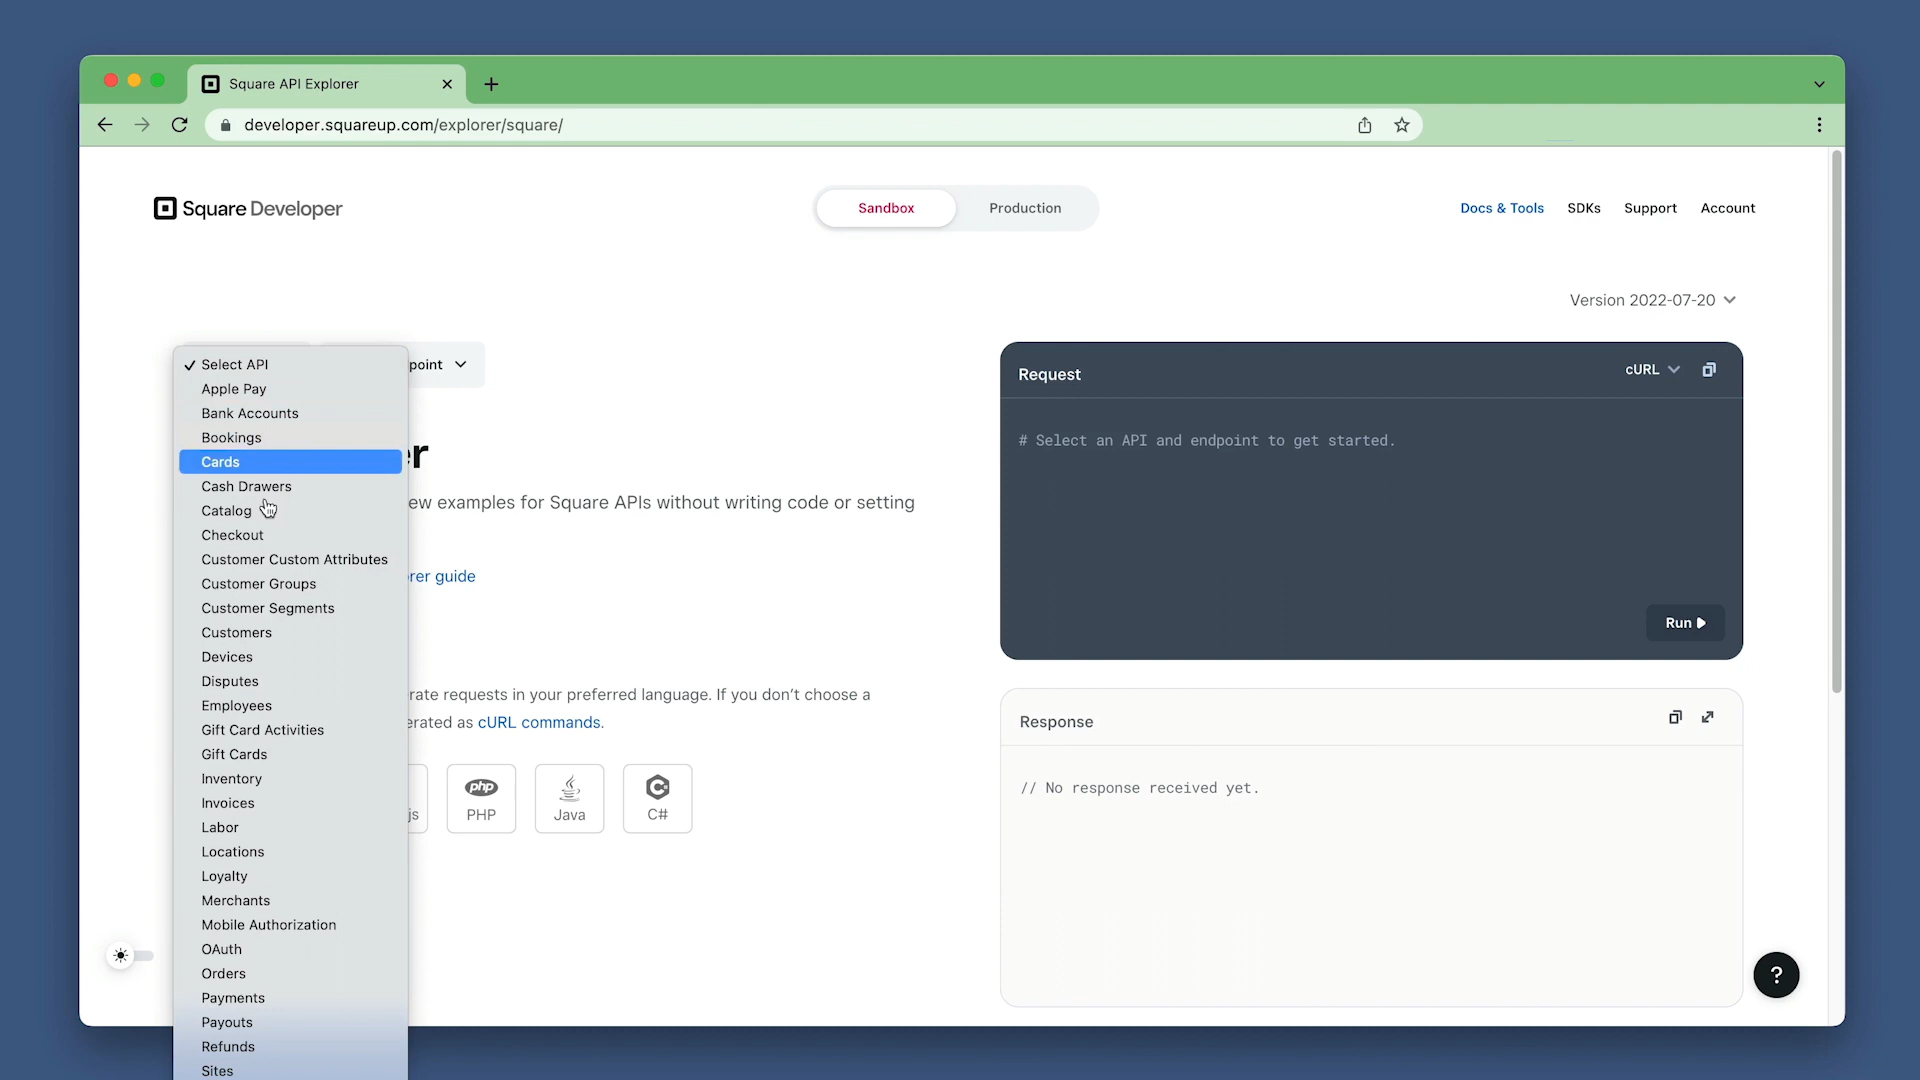 Square API Explorer
developer.squareup.com/explorer/square/
Square Developer
Sandbox
Production
Docs & Tools
SDKs
Support
Account
Version 2022-07-20
Select API
Apple Pay
Bank Accounts
Bookings
Cards
Cash Drawers
Catalog
Checkout
Customer Custom Attributes
Customer Groups
Customer Segments
Customers
Devices
Disputes
Employees
Gift Card Activities
Gift Cards
Inventory
Invoices
Labor
Locations
Loyalty
Merchants
Mobile Authorization
OAuth
Orders
Payments
Payouts
Refunds
Sites
point
r
ew examples for Square APIs without writing code or setting
rer guide
rate requests in your preferred language. If you don't choose a
erated as cURL commands.
js
php
PHP
Java
C
C#
Request
cURL
# Select an API and endpoint to get started.
Run
Response
// No response received yet.
?